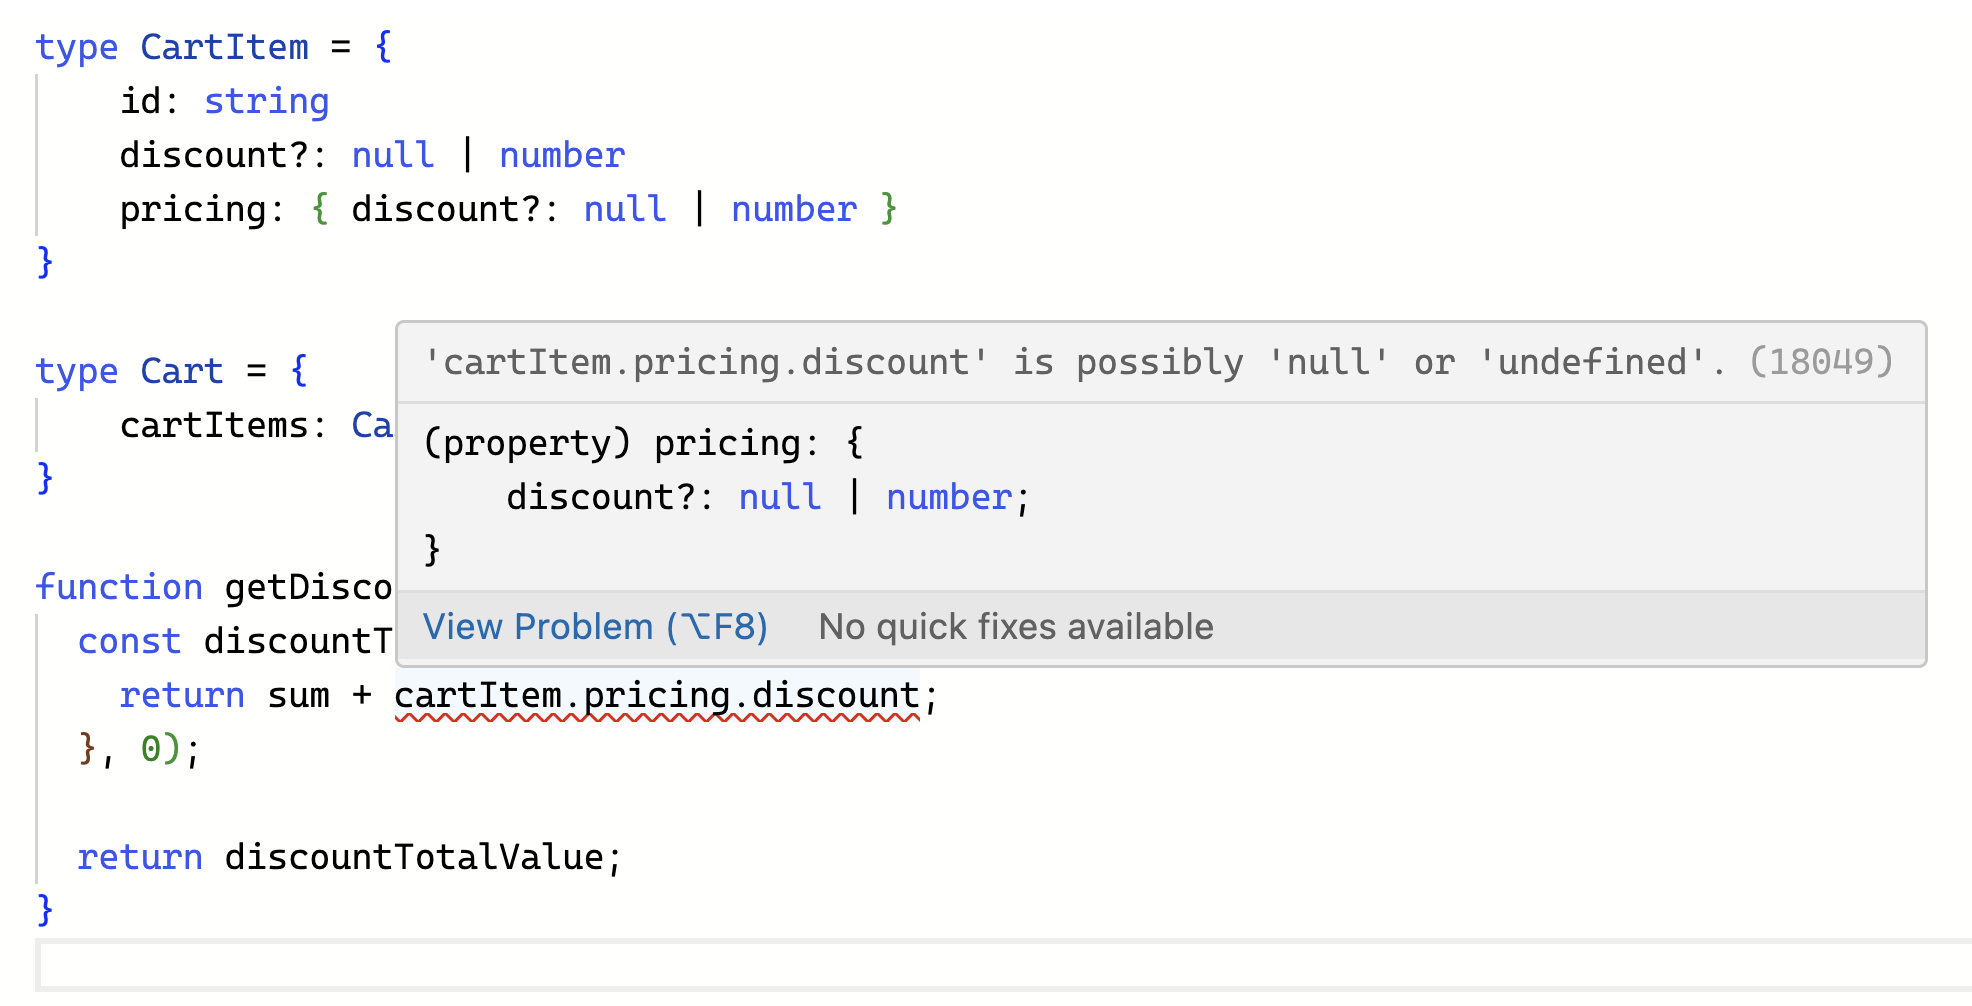 type CartItem = {
    id: string
    discount?: null | number
    pricing: { discount?: null | number }
}
type Cart = {
    cartItems: Ca
}
'cartItem.pricing.discount' is possibly 'null' or 'undefined'. (18049)
(property) pricing: {
    discount?: null | number;
}
View Problem (⌥F8) No quick fixes available
function getDisco
  const discountT
    return sum + cartItem.pricing.discount;
  }, 0);
  return discountTotalValue;
}